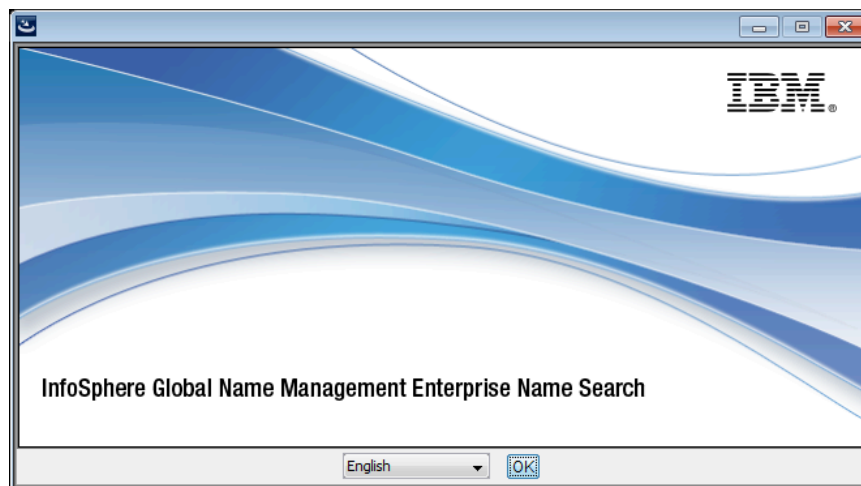 IBM®
InfoSphere Global Name Management Enterprise Name Search
English
OK